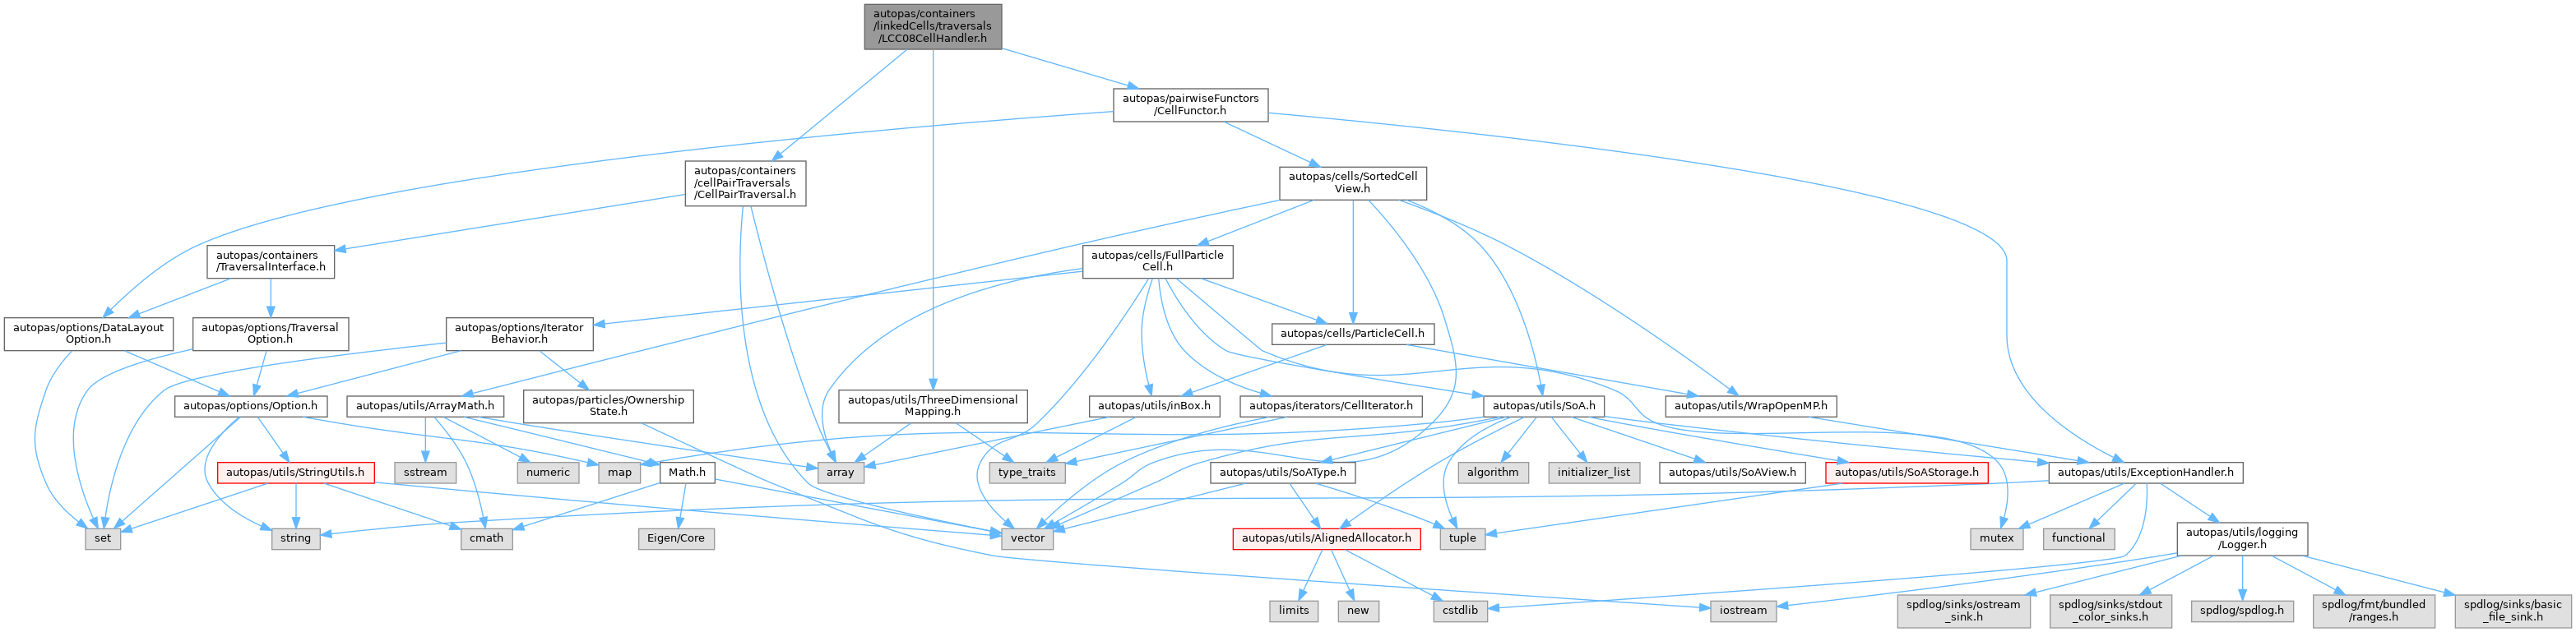 autopas/containers
/linkedCells/traversals
/LCC08CellHandler.h
autopas/pairwiseFunctors
/CellFunctor.h
autopas/containers
/cellPairTraversals
/CellPairTraversal.h
autopas/cells/SortedCell
View.h
autopas/containers
/TraversalInterface.h
autopas/cells/FullParticle
Cell.h
autopas/options/DataLayout
Option.h
autopas/options/Traversal
Option.h
autopas/options/Iterator
Behavior.h
autopas/cells/ParticleCell.h
autopas/options/Option.h
autopas/utils/ArrayMath.h
autopas/particles/Ownership
State.h
autopas/utils/ThreeDimensional
Mapping.h
autopas/utils/inBox.h
autopas/iterators/CellIterator.h
autopas/utils/SoA.h
autopas/utils/WrapOpenMP.h
autopas/utils/StringUtils.h
sstream
numeric
map
Math.h
array
type_traits
autopas/utils/SoAType.h
algorithm
initializer_list
autopas/utils/SoAView.h
autopas/utils/SoAStorage.h
autopas/utils/ExceptionHandler.h
set
string
cmath
Eigen/Core
vector
autopas/utils/AlignedAllocator.h
tuple
mutex
functional
autopas/utils/logging
/Logger.h
limits
new
cstdlib
iostream
spdlog/sinks/ostream
_sink.h
spdlog/sinks/stdout
_color_sinks.h
spdlog/spdlog.h
spdlog/fmt/bundled
/ranges.h
spdlog/sinks/basic
_file_sink.h